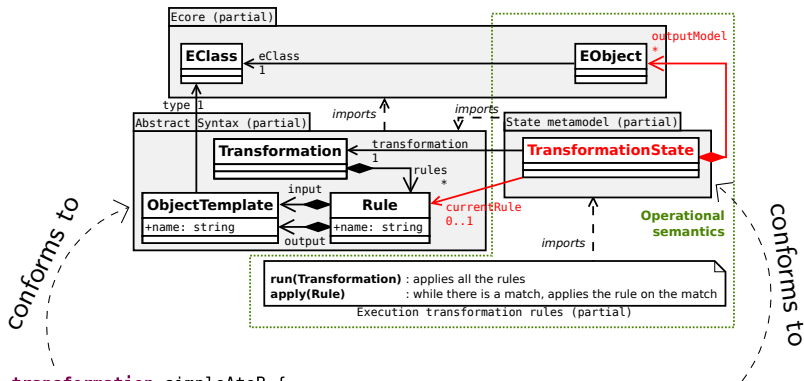 Ecore (partial)
outputModel
*
EClass
eClass
1
EObject
type 1
imports
imports
Abstract Syntax (partial)
State metamodel (partial)
Transformation
transformation
1
TransformationState
rules
*
input
ObjectTemplate
+name: string
Rule
+name: string
output
currentRule
0..1
Operational
semantics
imports
conforms to
conforms to
run(Transformation) : applies all the rules
apply(Rule) : while there is a match, applies the rule on the match
Execution transformation rules (partial)